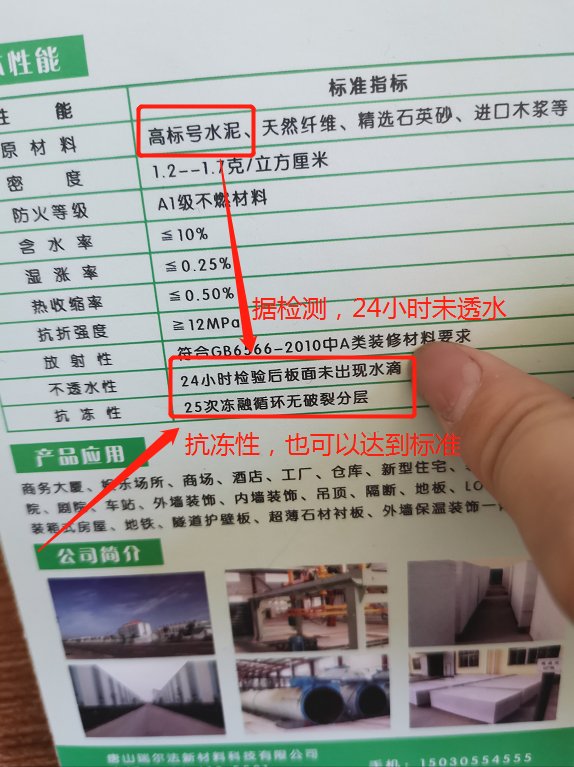 性能
性 能 标准指标
原材料 高标号水泥、天然纤维、精选石英砂、进口木浆等
密 度 1.2--1.7克/立方厘米
防火等级 A1级不燃材料
含水率 ≦10%
湿涨率 ≦0.25%
热收缩率 ≦0.50%
据检测，24小时未透水
抗折强度 ≧12MPa
放射性 符合GB6566-2010中A类装修材料要求
不透水性 24小时检验后板面未出现水滴
抗冻性 25次冻融循环无破裂分层
抗冻性，也可以达到标准
产品应用
商务大厦、娱乐场所、商场、酒店、工厂、仓库、新型住宅、
院、剧院、车站、外墙装饰、内墙装饰、吊顶、隔断、地板、LO
装箱式房屋、地铁、隧道护壁板、超薄石材衬板、外墙保温装饰一
公司简介
唐山瑞尔法新材料科技有限公司
手机：15030554555